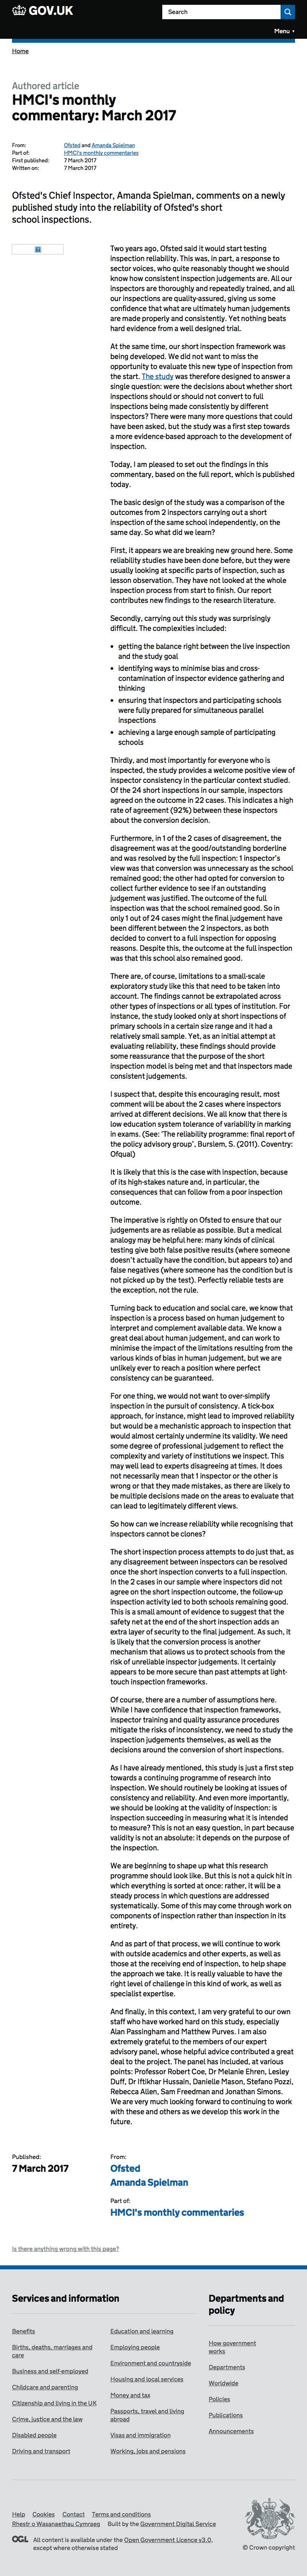 GOV.UK
Search
Menu
Home
Authored article
HMCI's monthly
commentary: March 2017
From: Ofsted and Amanda Spielman
Part of: HMCI's monthly commentaries
First published: 7 March 2017
Written on: 7 March 2017
Ofsted's Chief Inspector, Amanda Spielman, comments on a newly
published study into the reliability of Ofsted's short
school inspections.
Two years ago, Ofsted said it would start testing
inspection reliability. This was, in part, a response to
sector voices, who quite reasonably thought we should
know how consistent inspection judgements are. All our
inspectors are thoroughly and repeatedly trained, and all
our inspections are quality-assured, giving us some
confidence that what are ultimately human judgements
are made properly and consistently. Yet nothing beats
hard evidence from a well designed trial.
At the same time, our short inspection framework was
being developed. We did not want to miss the
opportunity to evaluate this new type of inspection from
the start. The study was therefore designed to answer a
single question: were the decisions about whether short
inspections should or should not convert to full
inspections being made consistently by different
inspectors? There were many more questions that could
have been asked, but the study was a first step towards
a more evidence-based approach to the development of
inspection.
Today, I am pleased to set out the findings in this
commentary, based on the full report, which is published
today.
The basic design of the study was a comparison of the
outcomes from 2 inspectors carrying out a short
inspection of the same school independently, on the
same day. So what did we learn?
First, it appears we are breaking new ground here. Some
reliability studies have been done before, but they were
usually looking at specific parts of inspection, such as
lesson observation. They have not looked at the whole
inspection process from start to finish. Our report
contributes new findings to the research literature.
Secondly, carrying out this study was surprisingly
difficult. The complexities included:
• getting the balance right between the live inspection
and the study goal
• identifying ways to minimise bias and cross-
contamination of inspector evidence gathering and
thinking
• ensuring that inspectors and participating schools
were fully prepared for simultaneous parallel
inspections
• achieving a large enough sample of participating
schools
Thirdly, and most importantly for everyone who is
inspected, the study provides a welcome positive view of
inspector consistency in the particular context studied.
Of the 24 short inspections in our sample, inspectors
agreed on the outcome in 22 cases. This indicates a high
rate of agreement (92%) between these inspectors
about the conversion decision.
Furthermore, in 1 of the 2 cases of disagreement, the
disagreement was at the good/outstanding borderline
and was resolved by the full inspection: 1 inspector's
view was that conversion was unnecessary as the school
remained good; the other had opted for conversion to
collect further evidence to see if an outstanding
judgement was justified. The outcome of the full
inspection was that the school remained good. So in
only 1 out of 24 cases might the final judgement have
been different between the 2 inspectors, as both
decided to convert to a full inspection for opposing
reasons. Despite this, the outcome at the full inspection
was that this school also remained good.
There are, of course, limitations to a small-scale
exploratory study like this that need to be taken into
account. The findings cannot be extrapolated across
other types of inspections or all types of institution. For
instance, the study looked only at short inspections of
primary schools in a certain size range and it had a
relatively small sample. Yet, as an initial attempt at
evaluating reliability, these findings should provide
some reassurance that the purpose of the short
inspection model is being met and that inspectors made
consistent judgements.
I suspect that, despite this encouraging result, most
comment will be about the 2 cases where inspectors
arrived at different decisions. We all know that there is
low education system tolerance of variability in marking
in exams. (See: 'The reliability programme: final report of
the policy advisory group', Burslem, S. (2011). Coventry:
Ofqual)
It is likely that this is the case with inspection, because
of its high-stakes nature and, in particular, the
consequences that can follow from a poor inspection
outcome.
The imperative is rightly on Ofsted to ensure that our
judgements are as reliable as possible. But a medical
analogy may be helpful here: many kinds of clinical
testing give both false positive results (where someone
doesn't actually have the condition, but appears to) and
false negatives (where someone has the condition but is
not picked up by the test). Perfectly reliable tests are
the exception, not the rule.
Turning back to education and social care, we know that
inspection is a process based on human judgement to
interpret and complement available data. We know a
great deal about human judgement, and can work to
minimise the impact of the limitations resulting from the
various kinds of bias in human judgement, but we are
unlikely ever to reach a position where perfect
consistency can be guaranteed.
For one thing, we would not want to over-simplify
inspection in the pursuit of consistency. A tick-box
approach, for instance, might lead to improved reliability
but at what price? Such a superficial approach would
almost certainly undermine its validity. We need
some degree of professional judgement to reflect the
complexity and variety of institutions we inspect. This
may well lead to experts disagreeing at times. It does
not necessarily mean that 1 inspector or the other is
wrong or that they made mistakes, as there are likely to
be multiple decisions made on the areas to evaluate that
can lead to legitimately different views.
So how can we increase reliability while recognising that
inspectors cannot be clones?
The short inspection process attempts to do just that, as
any disagreement between inspectors can be resolved
once the short inspection converts to a full inspection.
In the 2 cases in our sample where inspectors did not
agree on the short inspection outcome, the follow-up
inspection activity led to both schools remaining good.
This is a small amount of evidence to suggest that the
safety net at the end of the short inspection adds an
extra layer of security to the final judgement. As such, it
is likely the conversion process is another
mechanism that allows us to protect schools from the
risk of unreliable inspector judgements. It certainly
appears to be more secure than past attempts at light-
touch inspection frameworks.
Of course, there are a number of assumptions here.
While I have confidence that inspection frameworks,
inspector training and quality assurance procedures
mitigate the risks of inconsistency, we need to study the
inspection judgements themselves, as well as the
decisions about the conversion of short inspections.
As I have already mentioned, this study is just a first step
towards a continuing programme of research into
inspection. We should routinely be looking at issues of
consistency and reliability. And even more importantly,
we should be looking at the validity of inspection: is
inspection succeeding in measuring what it is intended
to measure? This is not an easy question, in part because
validity is not an absolute: it depends on the purpose of
the inspection.
We are beginning to shape up what this research
programme should look like. But this is not a quick hit in
which everything is sorted at once: rather, it will be a
steady process in which questions are addressed
systematically. Some of this may come through work on
components of inspection rather than inspection in its
entirety.
And as part of that process, we will continue to work
with outside academics and other experts, as well as
those at the receiving end of inspection, to help shape
the approach we take. It is really valuable to have the
right level of challenge at the right time, as well as
specialist expertise.
And finally, in this context, I am very grateful to our own
staff who have worked hard on this study, especially
Alan Passingham and Matthew Purves. I am also
extremely grateful to the members of our expert
advisory panel, whose helpful advice contributed a great
deal to the project. The panel has included, at various
points: Professor Robert Coe, Dr Melanie Ehren, Lesley
Duff, Dr Iftikhar Hussain, Danielle Mason, Stefano Pozzi,
Rebecca Allen, Sam Freedman and Jonathan Simons.
We are very much looking forward to continuing to work
with these and others as we develop this work in the
future.
Published: From:
7 March 2017 Ofsted
Amanda Spielman
Part of:
HMCI's monthly commentaries
Is there anything wrong with this page?
Services and information
Benefits
Births, deaths, marriages and
care
Business and self-employed
Childcare and parenting
Citizenship and living in the UK
Crime, justice and the law
Disabled people
Driving and transport
Education and learning
Employing people
Environment and countryside
Housing and local services
Money and tax
Passports, travel and living
abroad
Visas and immigration
Working, jobs and pensions
Departments and
policy
How government
works
Departments
Worldwide
Policies
Publications
Announcements
Help Cookies Contact Terms and conditions
Rhestr o Wasanaethau Cymraeg Built by the Government Digital Service
OGL All content is available under the Open Government Licence v3.0,
except where otherwise stated
© Crown copyright